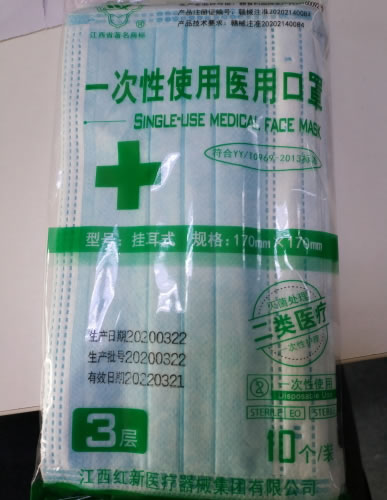 产品注册证编号：赣械注准20202140084
产品技术要求：赣械注准20202140084
江西省著名商标
一次性使用医用口罩
SINGLE-USE MEDICAL FACE MASK
符合YY/T0969-2013标准
型号：挂耳式 规格：170mm×170mm
生产日期20200322
生产批号20200322
有效日期20220321
灭菌处理
二类医疗
一次性
② 一次性使用
Disposable Use
STERILE EO STERILE
3层
10个/袋
江西红新医疗器械集团有限公司